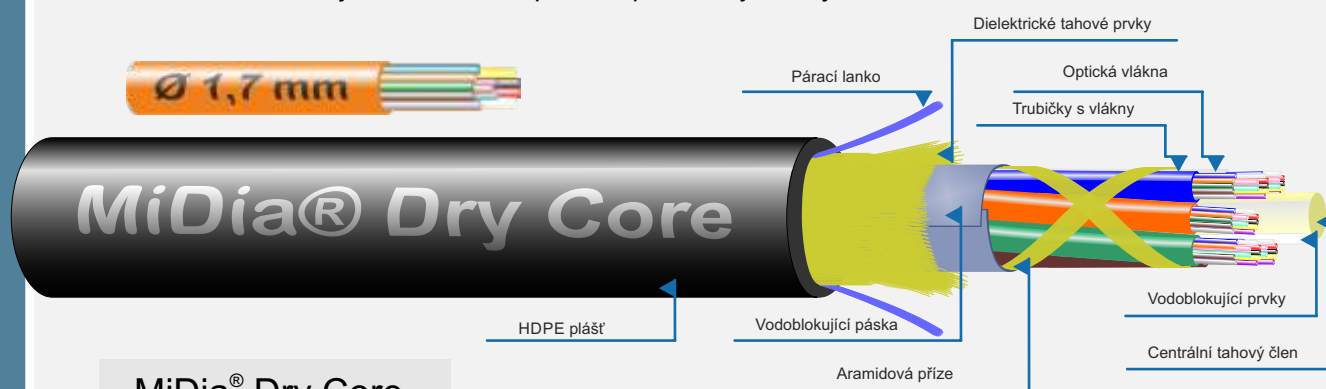 Dielektrické tahové prvky
Párací lanko
Optická vlákna
Trubičky s vlákny
Ø 1,7 mm
MiDia® Dry Core
Vodoblokující prvky
HDPE plášť
Vodoblokující páska
Centrální tahový člen
Aramidová příze
MiDia® Dry Core